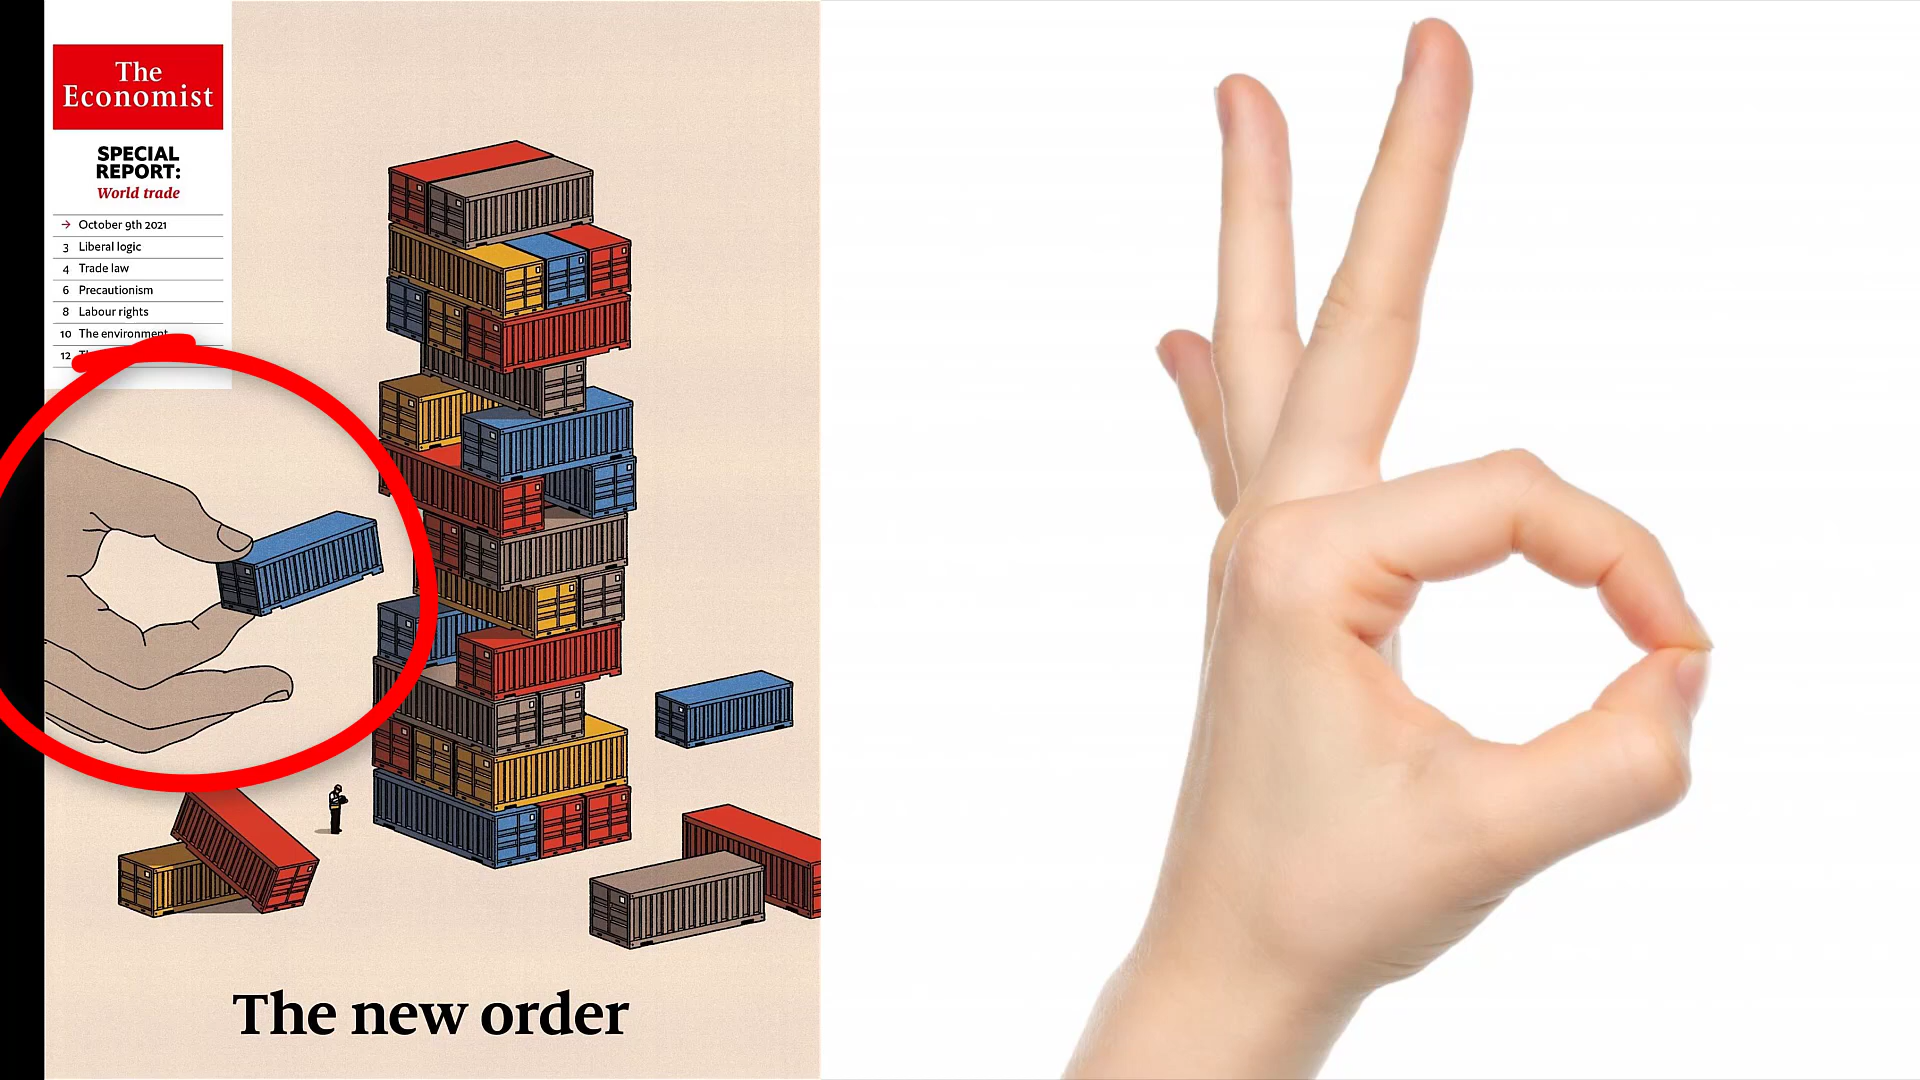 The
Economist
SPECIAL
REPORT:
World trade
→ October 9th 2021
3 Liberal logic
4 Trade law
6 Precautionism
8 Labour rights
10 The environment
12
The new order